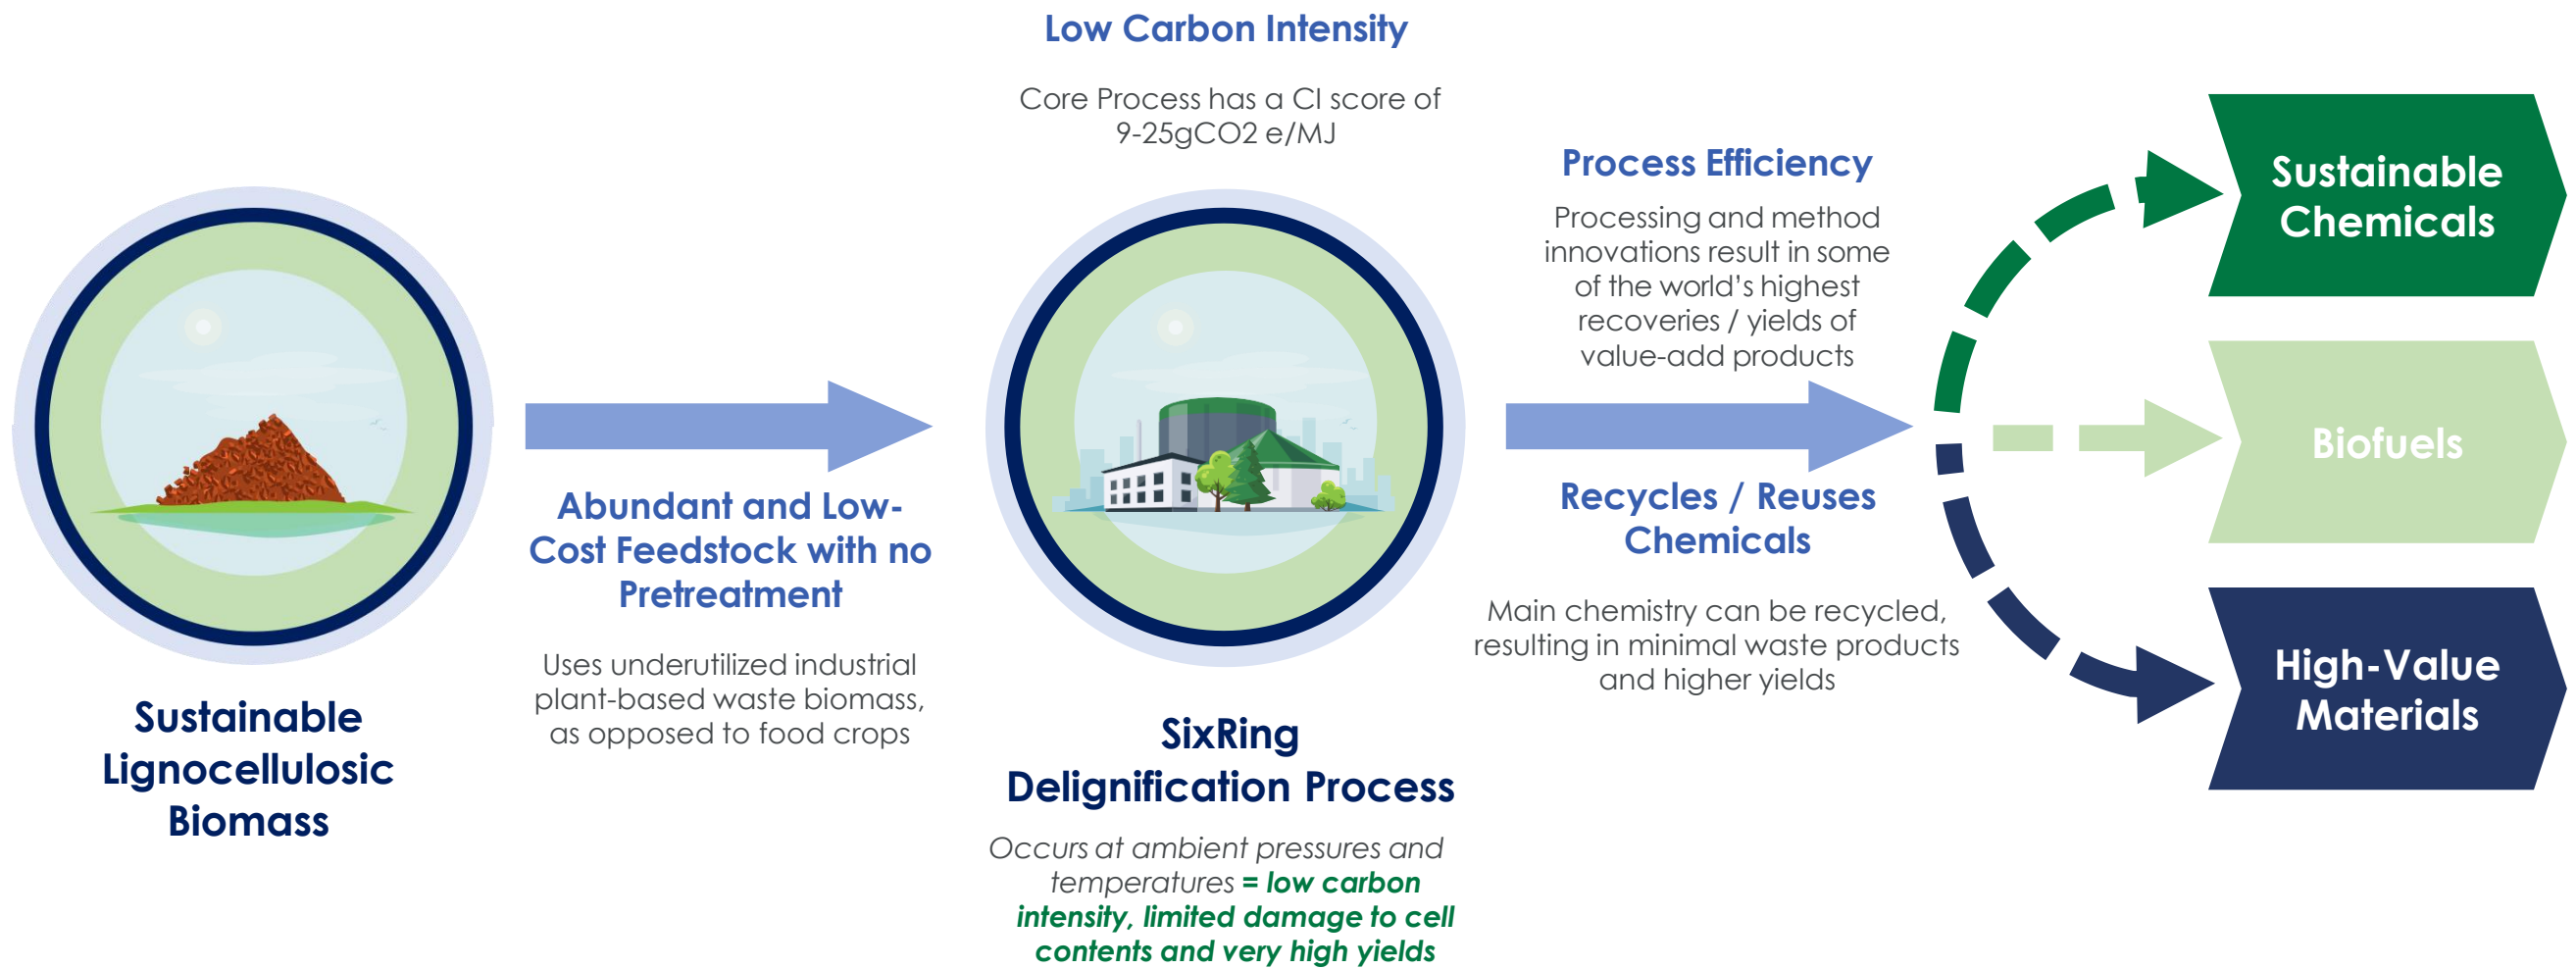 Low Carbon Intensity
Core Process has a CI score of
9-25gCO2 e/MJ
Sustainable
Lignocellulosic
Biomass
Abundant and Low-
Cost Feedstock with no
Pretreatment
Uses underutilized industrial
plant-based waste biomass,
as opposed to food crops
SixRing
Delignification Process
Occurs at ambient pressures and
temperatures = low carbon
intensity, limited damage to cell
contents and very high yields
Process Efficiency
Processing and method
innovations result in some
of the world's highest
recoveries / yields of
value-add products
Recycles / Reuses
Chemicals
Main chemistry can be recycled,
resulting in minimal waste products
and higher yields
Sustainable
Chemicals
Biofuels
High-Value
Materials